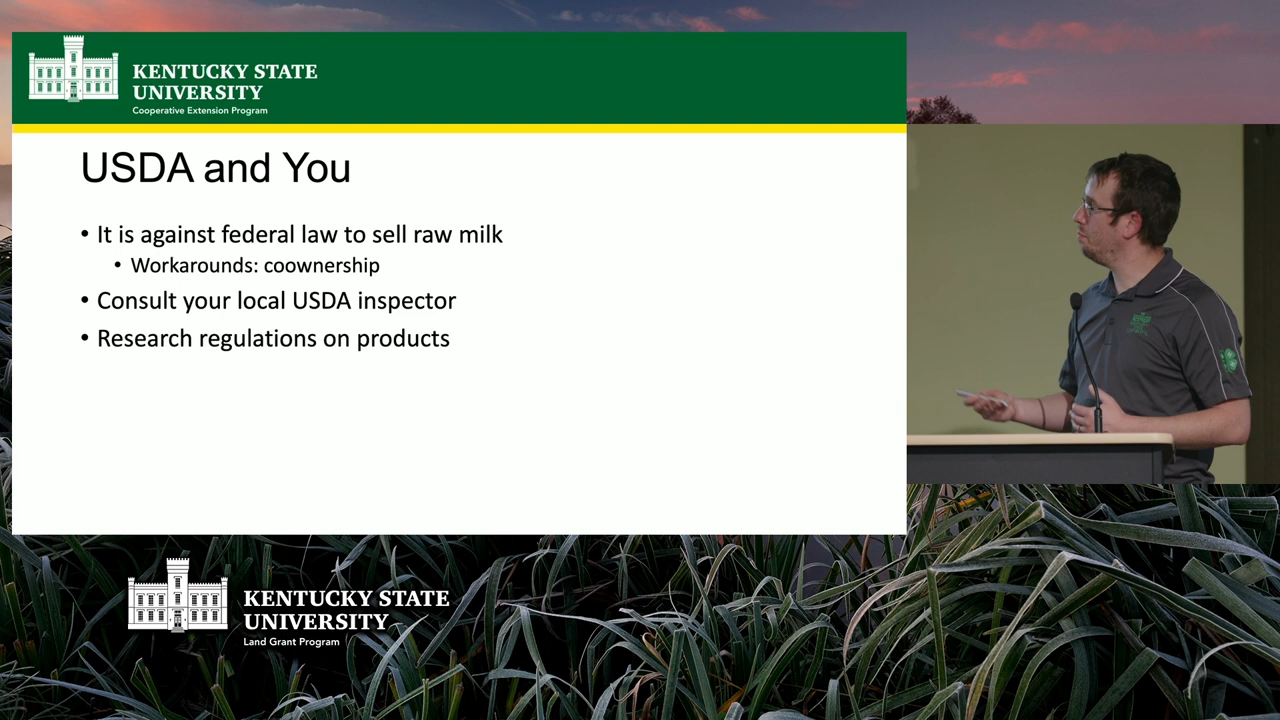 KENTUCKY STATE
UNIVERSITY
Cooperative Extension Program
USDA and You
• It is against federal law to sell raw milk
• Workarounds: coownership
• Consult your local USDA inspector
• Research regulations on products
KENTUCKY STATE
UNIVERSITY
Land Grant Program